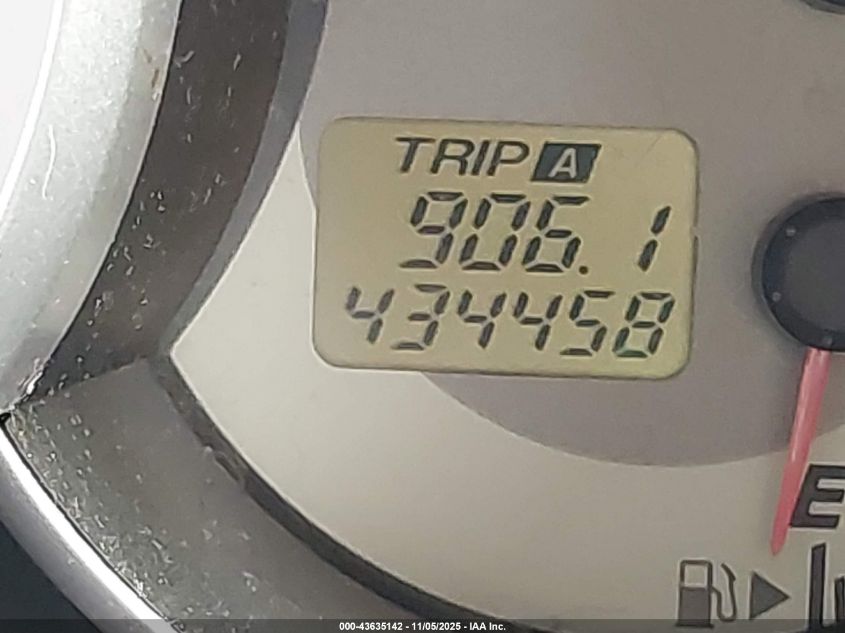 TRIP A
906.1
434458
E
000-43635142 - 11/05/2025 - IAA Inc.